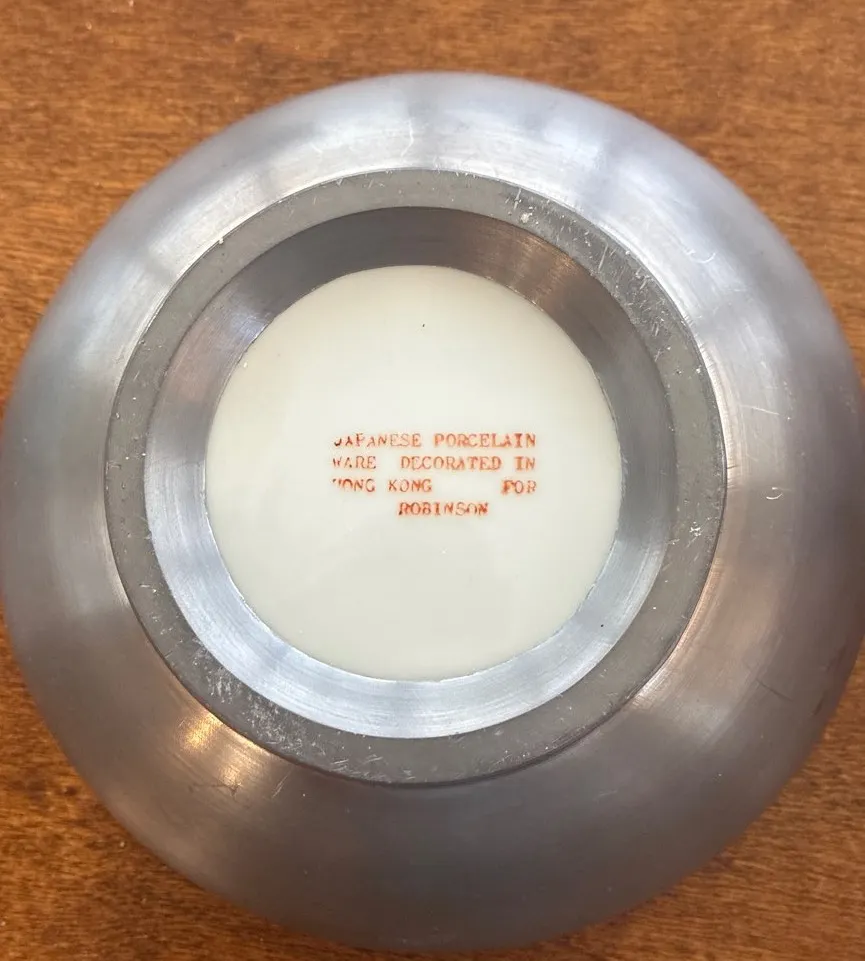 JAPANESE PORCELAIN
WARE DECORATED IN
HONG KONG FOR
ROBINSON